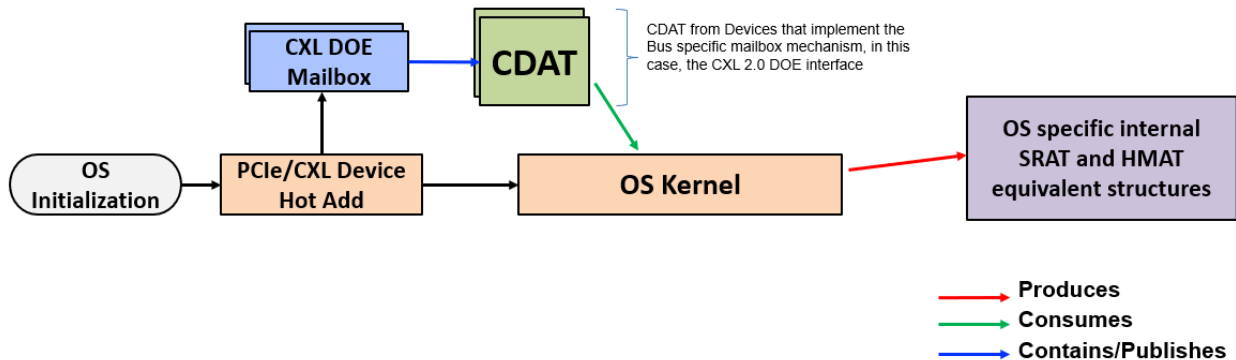 CXL DOE
Mailbox
CDAT
CDAT from Devices that implement the
Bus specific mailbox mechanism, in this
case, the CXL 2.0 DOE interface
OS
Initialization
PCIe/CXL Device
Hot Add
OS Kernel
OS specific internal
SRAT and HMAT
equivalent structures
Produces
Consumes
Contains/Publishes